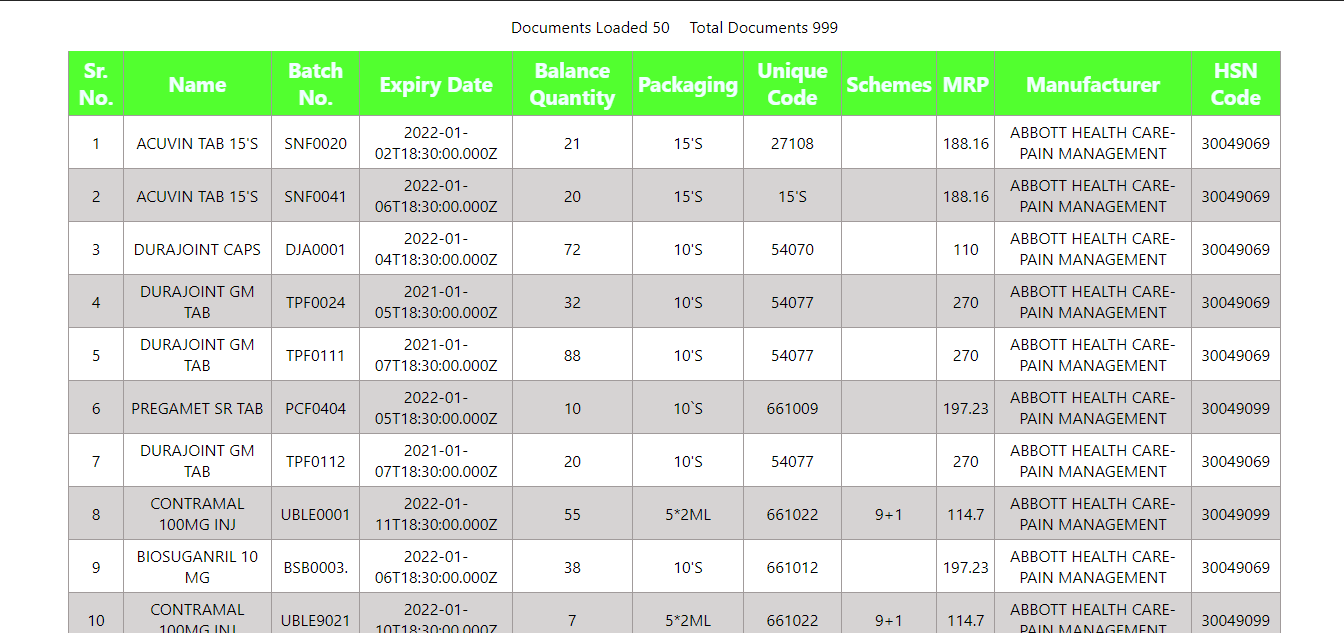 Documents Loaded 50 Total Documents 999
Sr. No. Name Batch No. Expiry Date Balance Quantity Packaging Unique Code Schemes MRP Manufacturer HSN Code
1 ACUVIN TAB 15'S SNF0020 2022-01-02T18:30:00.000Z 21 15'S 27108 188.16 ABBOTT HEALTH CARE-PAIN MANAGEMENT 30049069
2 ACUVIN TAB 15'S SNF0041 2022-01-06T18:30:00.000Z 20 15'S 15'S 188.16 ABBOTT HEALTH CARE-PAIN MANAGEMENT 30049069
3 DURAJOINT CAPS DJA0001 2022-01-04T18:30:00.000Z 72 10'S 54070 110 ABBOTT HEALTH CARE-PAIN MANAGEMENT 30049069
4 DURAJOINT GM TAB TPF0024 2021-01-05T18:30:00.000Z 32 10'S 54077 270 ABBOTT HEALTH CARE-PAIN MANAGEMENT 30049069
5 DURAJOINT GM TAB TPF0111 2021-01-07T18:30:00.000Z 88 10'S 54077 270 ABBOTT HEALTH CARE-PAIN MANAGEMENT 30049069
6 PREGAMET SR TAB PCF0404 2022-01-05T18:30:00.000Z 10 10`S 661009 197.23 ABBOTT HEALTH CARE-PAIN MANAGEMENT 30049099
7 DURAJOINT GM TAB TPF0112 2021-01-07T18:30:00.000Z 20 10'S 54077 270 ABBOTT HEALTH CARE-PAIN MANAGEMENT 30049069
8 CONTRAMAL 100MG INJ UBLE0001 2022-01-11T18:30:00.000Z 55 5*2ML 661022 9+1 114.7 ABBOTT HEALTH CARE-PAIN MANAGEMENT 30049099
9 BIOSUGANRIL 10 MG BSB0003. 2022-01-06T18:30:00.000Z 38 10'S 661012 197.23 ABBOTT HEALTH CARE-PAIN MANAGEMENT 30049069
10 CONTRAMAL 100MG INJ UBLE9021 2022-01-10T18:30:00.000Z 7 5*2ML 661022 9+1 114.7 ABBOTT HEALTH CARE-PAIN MANAGEMENT 30049099